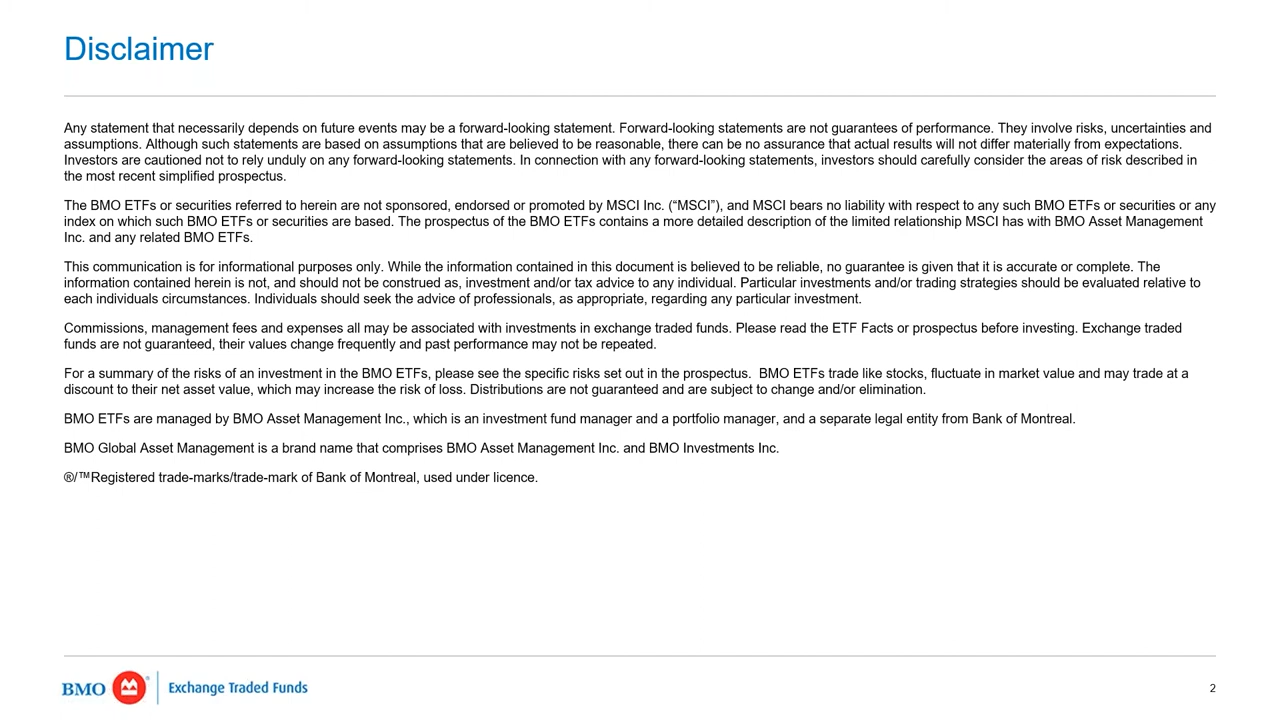 Disclaimer
Any statement that necessarily depends on future events may be a forward-looking statement. Forward-looking statements are not guarantees of performance. They involve risks, uncertainties and
assumptions. Although such statements are based on assumptions that are believed to be reasonable, there can be no assurance that actual results will not differ materially from expectations.
Investors are cautioned not to rely unduly on any forward-looking statements. In connection with any forward-looking statements, investors should carefully consider the areas of risk described in
the most recent simplified prospectus.
The BMO ETFs or securities referred to herein are not sponsored, endorsed or promoted by MSCI Inc. (“MSCI”), and MSCI bears no liability with respect to any such BMO ETFs or securities or any
index on which such BMO ETFs or securities are based. The prospectus of the BMO ETFs contains a more detailed description of the limited relationship MSCI has with BMO Asset Management
Inc. and any related BMO ETFs.
This communication is for informational purposes only. While the information contained in this document is believed to be reliable, no guarantee is given that it is accurate or complete. The
information contained herein is not, and should not be construed as, investment and/or tax advice to any individual. Particular investments and/or trading strategies should be evaluated relative to
each individuals circumstances. Individuals should seek the advice of professionals, as appropriate, regarding any particular investment.
Commissions, management fees and expenses all may be associated with investments in exchange traded funds. Please read the ETF Facts or prospectus before investing. Exchange traded
funds are not guaranteed, their values change frequently and past performance may not be repeated.
For a summary of the risks of an investment in the BMO ETFs, please see the specific risks set out in the prospectus.  BMO ETFs trade like stocks, fluctuate in market value and may trade at a
discount to their net asset value, which may increase the risk of loss. Distributions are not guaranteed and are subject to change and/or elimination.
BMO ETFs are managed by BMO Asset Management Inc., which is an investment fund manager and a portfolio manager, and a separate legal entity from Bank of Montreal.
BMO Global Asset Management is a brand name that comprises BMO Asset Management Inc. and BMO Investments Inc.
®/™Registered trade-marks/trade-mark of Bank of Montreal, used under licence.
BMO ® Exchange Traded Funds
2